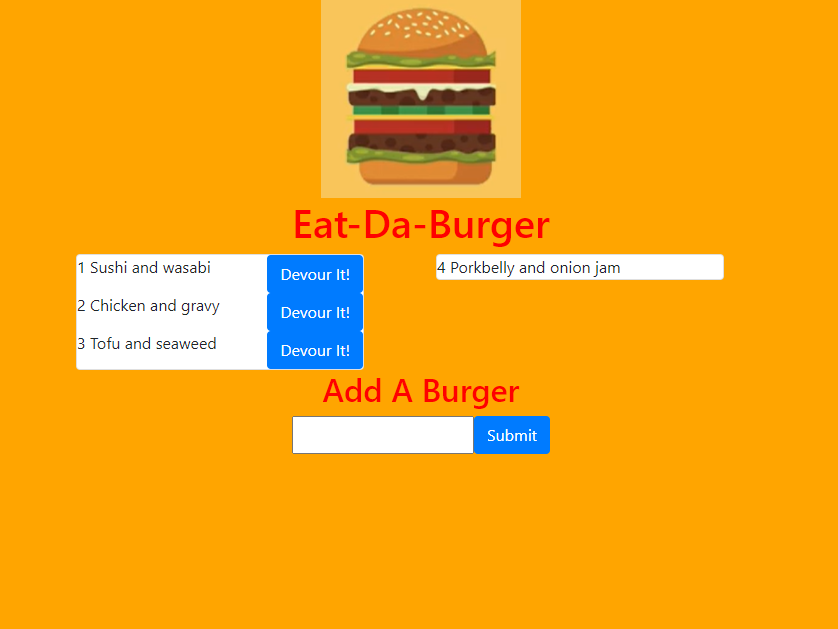 Eat-Da-Burger
1 Sushi and wasabi Devour It!
2 Chicken and gravy Devour It!
3 Tofu and seaweed Devour It!
4 Porkbelly and onion jam
Add A Burger
Submit